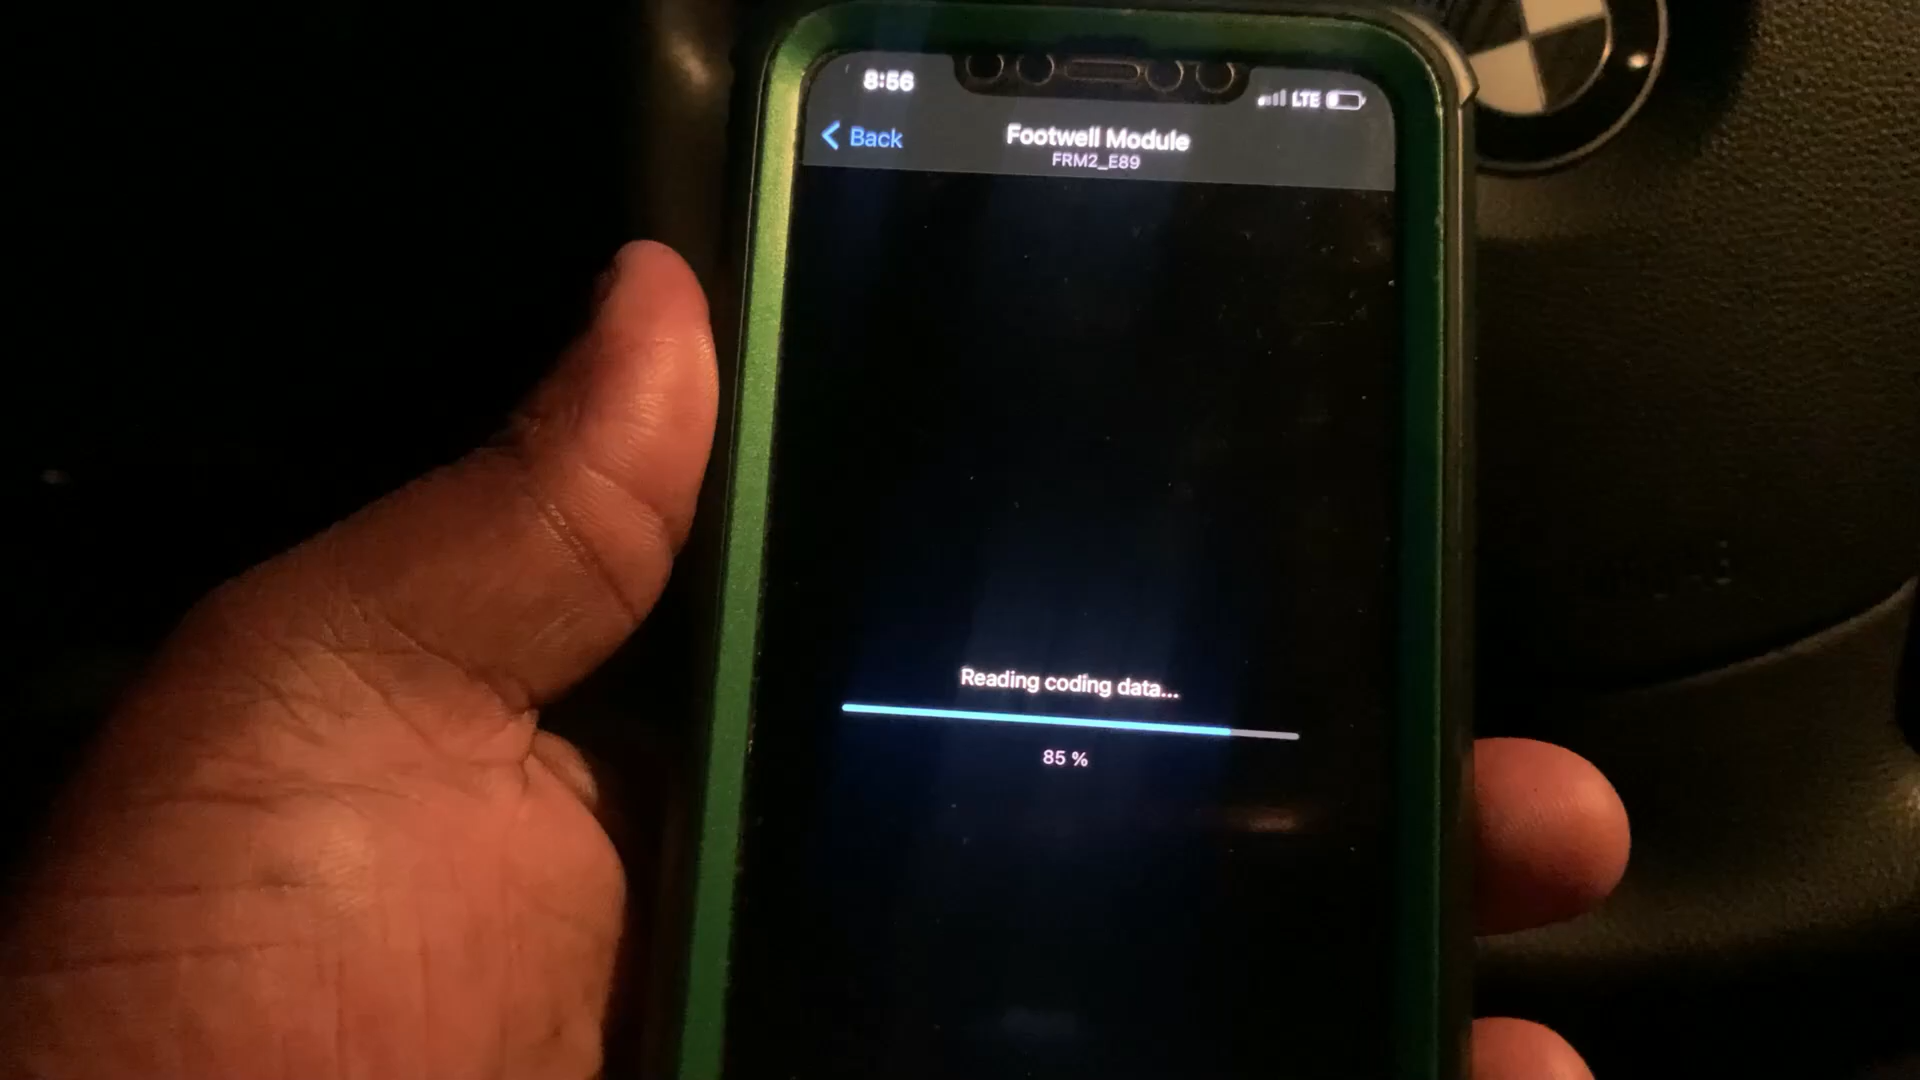 8:56
LTE
Back
Footwell Module
FRM2_E89
Reading coding data...
85 %